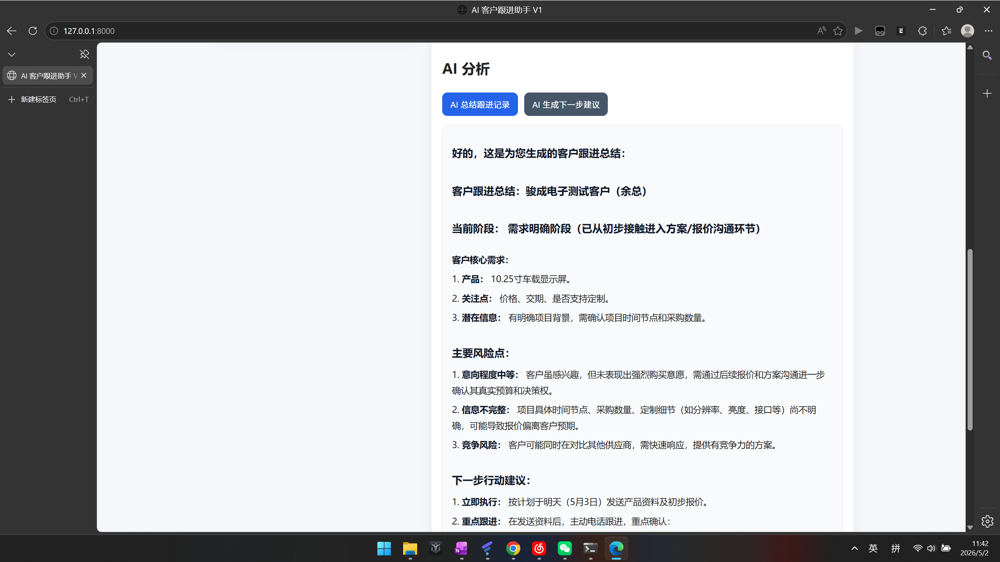 AI 客户跟进助手 V1
127.0.0.1:8000
AI 客户跟进助手 V
新建标签页 Ctrl+T
AI 分析
AI 总结跟进记录 AI 生成下一步建议
好的，这是为您生成的客户跟进总结：
客户跟进总结：骏成电子测试客户（余总）
当前阶段： 需求明确阶段（已从初步接触进入方案/报价沟通环节）
客户核心需求：
1. 产品： 10.25寸车载显示屏。
2. 关注点： 价格、交期、是否支持定制。
3. 潜在信息： 有明确项目背景，需确认项目时间节点和采购数量。
主要风险点：
1. 意向程度中等： 客户虽感兴趣，但未表现出强烈购买意愿，需通过后续报价和方案沟通进一步
确认其真实预算和决策权。
2. 信息不完整： 项目具体时间节点、采购数量、定制细节（如分辨率、亮度、接口等）尚不明
确，可能导致报价偏离客户预期。
3. 竞争风险： 客户可能同时在对比其他供应商，需快速响应，提供有竞争力的方案。
下一步行动建议：
1. 立即执行： 按计划于明天（5月3日）发送产品资料及初步报价。
2. 重点跟进： 在发送资料后，主动电话跟进，重点确认：
英 拼 11:42
2026/5/2